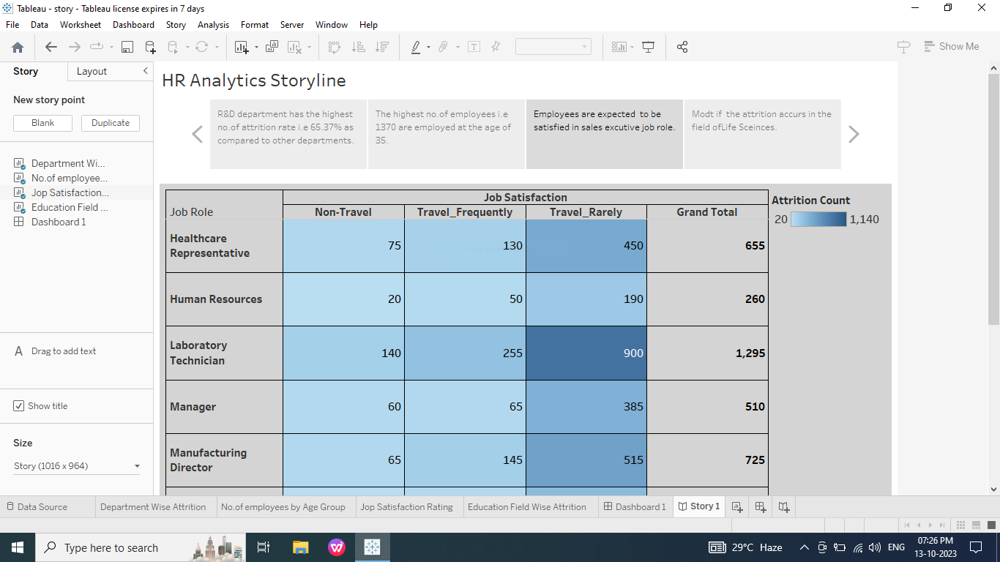 Tableau - story - Tableau license expires in 7 days
File Data Worksheet Dashboard Story Analysis Format Server Window Help
Show Me
Story Layout
New story point
Blank Duplicate
Department Wi...
No.of employee...
Jop Satisfaction...
Education Field ...
Dashboard 1
A Drag to add text
Show title
Size
Story (1016 x 964)
HR Analytics Storyline
R&D department has the highest
no.of attrition rate i.e 65.37% as
compared to other departments.
The highest no.of employees i.e
1370 are employed at the age of
35.
Employees are expected to be
satisfied in sales excutive job role.
Modt if the attrition accurs in the
field ofLife Sceinces.
Job Satisfaction
Job Role Non-Travel Travel_Frequently Travel_Rarely Grand Total
Healthcare
Representative 75 130 450 655
Human Resources 20 50 190 260
Laboratory
Technician 140 255 900 1,295
Manager 60 65 385 510
Manufacturing
Director 65 145 515 725
Attrition Count
20 1,140
Data Source Department Wise Attrition No.of employees by Age Group Jop Satisfaction Rating Education Field Wise Attrition Dashboard 1 Story 1
Type here to search
29°C Haze
ENG
07:26 PM
13-10-2023